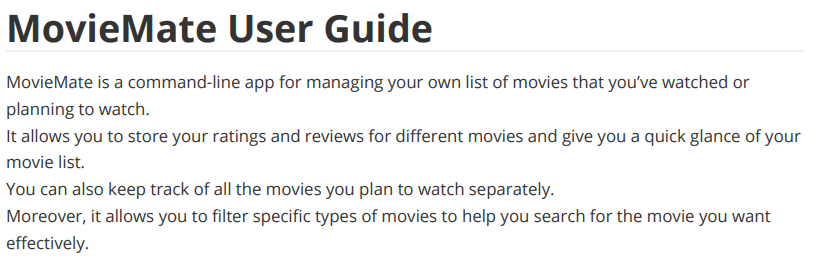 MovieMate User Guide
MovieMate is a command-line app for managing your own list of movies that you’ve watched or
planning to watch.
It allows you to store your ratings and reviews for different movies and give you a quick glance of your
movie list.
You can also keep track of all the movies you plan to watch separately.
Moreover, it allows you to filter specific types of movies to help you search for the movie you want
effectively.